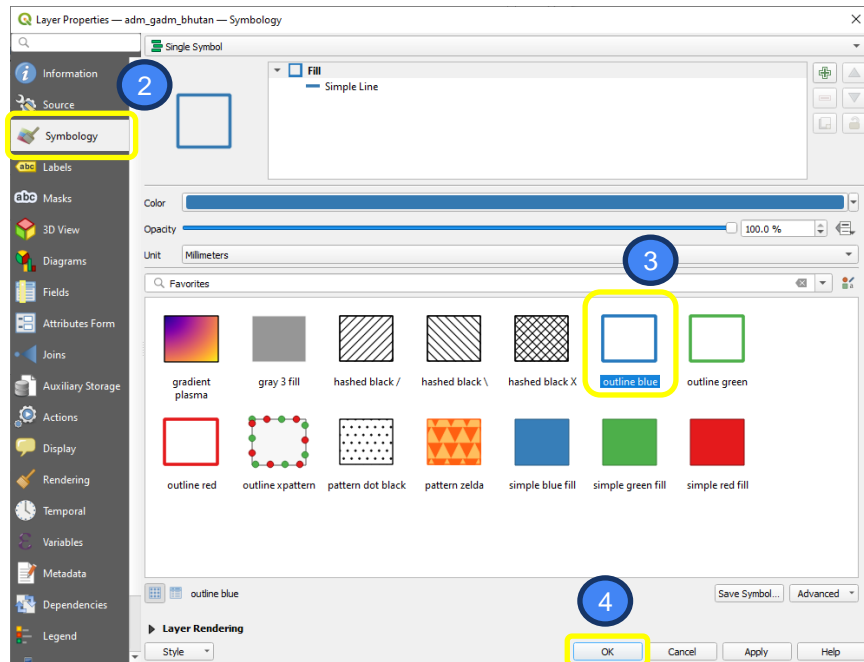 Layer Properties — adm_gadm_bhutan — Symbology
Single Symbol
Information
Source
Symbology
Labels
Masks
3D View
Diagrams
Fields
Attributes Form
Joins
Auxiliary Storage
Actions
Display
Rendering
Temporal
Variables
Metadata
Dependencies
Legend
2
Fill
Simple Line
Color
Opacity
100.0 %
Unit
Millimeters
3
Favorites
gradient
plasma
gray 3 fill
hashed black /
hashed black \
hashed black X
outline blue
outline green
outline red
outline xpattern
pattern dot black
pattern zelda
simple blue fill
simple green fill
simple red fill
outline blue
4
Save Symbol...
Advanced
Layer Rendering
Style
OK
Cancel
Apply
Help